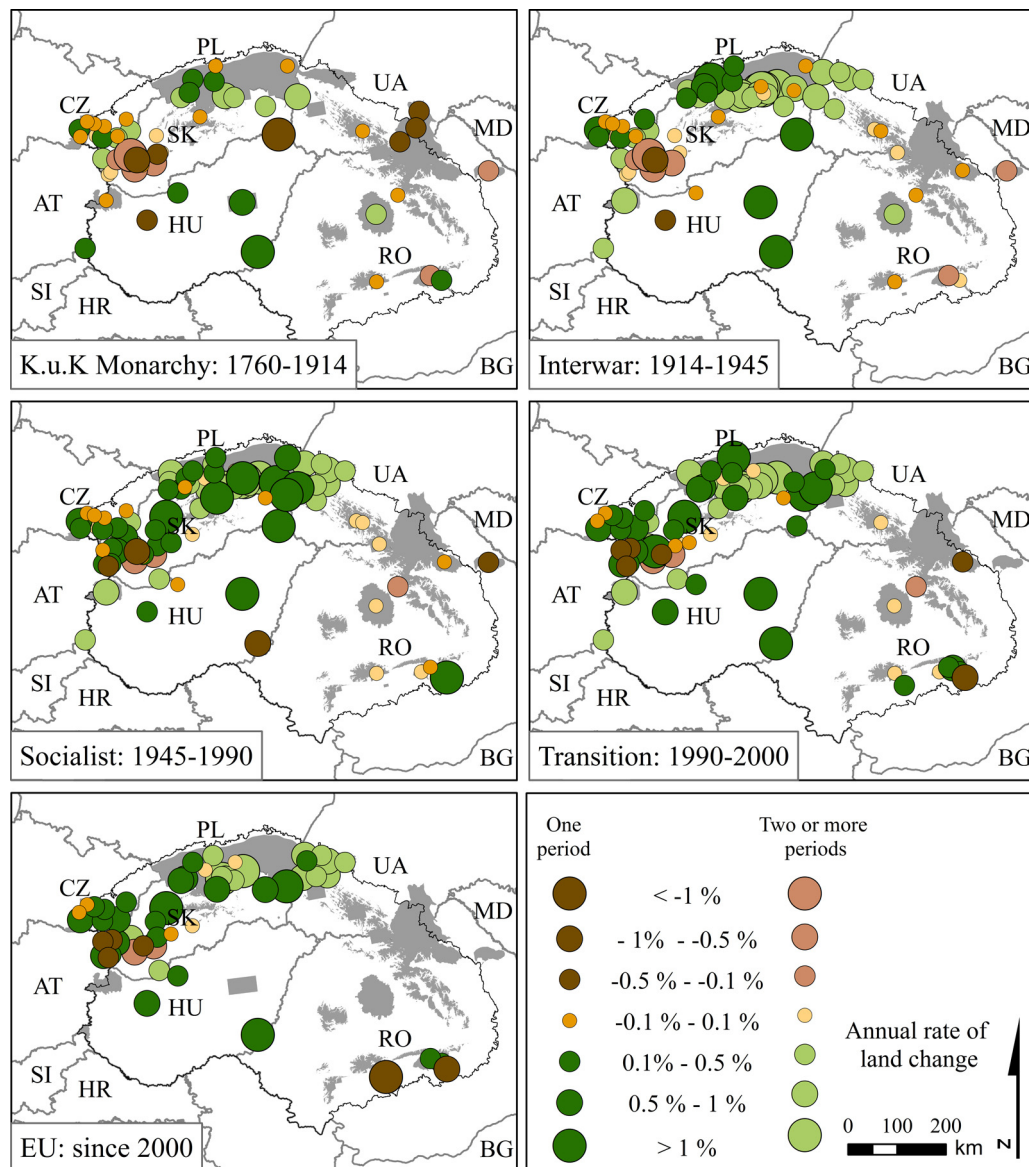 PL
UA
CZ
SK
MD
AT
HU
RO
SI
HR
BG
K.u.K Monarchy: 1760-1914
PL
UA
CZ
SK
MD
AT
HU
RO
SI
HR
BG
Interwar: 1914-1945
PL
UA
CZ
SK
MD
AT
HU
RO
SI
HR
BG
Socialist: 1945-1990
PL
UA
CZ
SK
MD
AT
HU
RO
SI
HR
BG
Transition: 1990-2000
PL
UA
CZ
SK
MD
AT
HU
RO
SI
HR
BG
EU: since 2000
One
period
Two or more
periods
< -1 %
- 1% - -0.5 %
-0.5 % - -0.1 %
-0.1 % - 0.1 %
0.1% - 0.5 %
0.5 % - 1 %
> 1 %
Annual rate of
land change
0 100 200
km
N